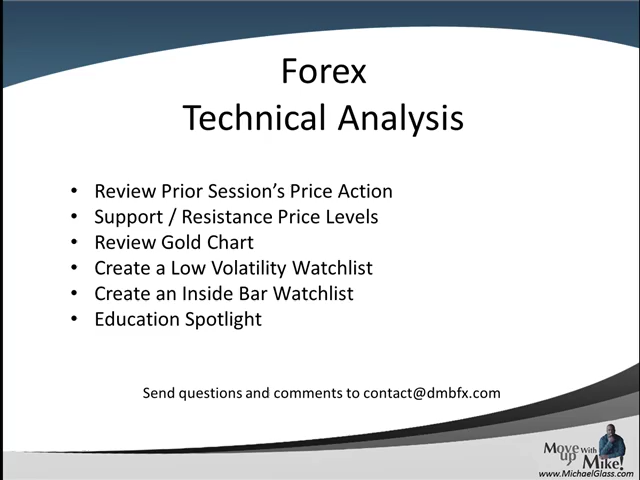 Forex
Technical Analysis
• Review Prior Session's Price Action
• Support / Resistance Price Levels
• Review Gold Chart
• Create a Low Volatility Watchlist
• Create an Inside Bar Watchlist
• Education Spotlight
Send questions and comments to contact@dmbfx.com
Move up With Mike!
www.MichaelGlass.com